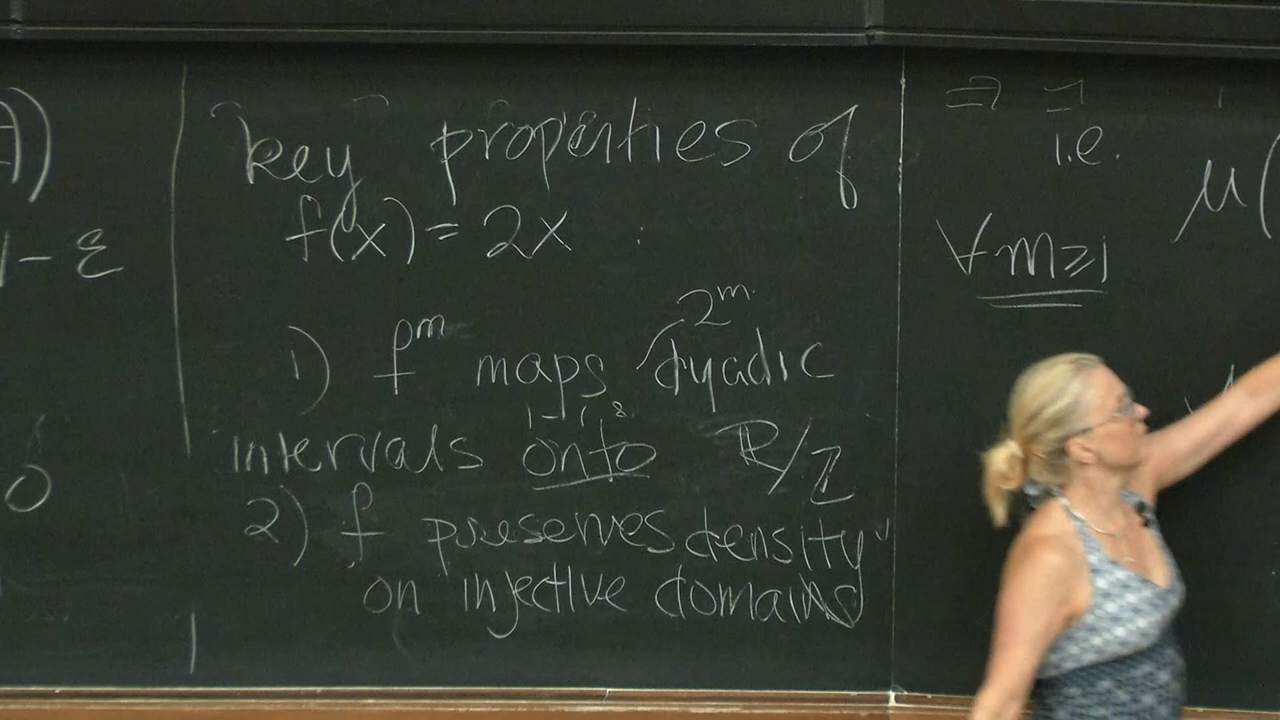 A)
1-ε
0
"key properties of
f(x) = 2x :
1) f^m maps 2^m dyadic
intervals 1-1, & onto R/Z
2) f preserves density"
on injective domains
⇒ ∃
i.e.
μ(
∀ m ≥ 1